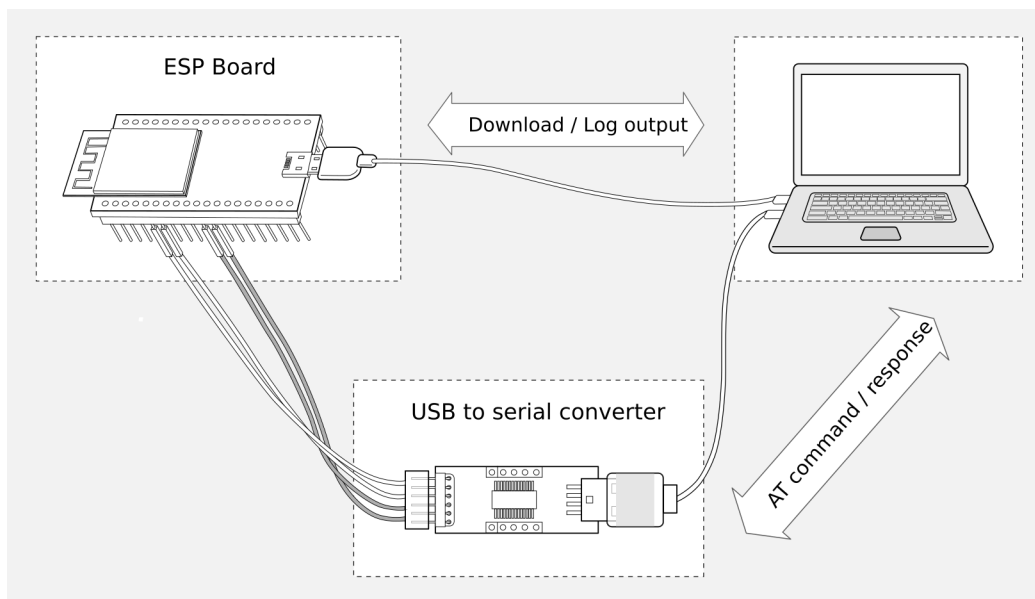 ESP Board
Download / Log output
USB to serial converter
AT command / response